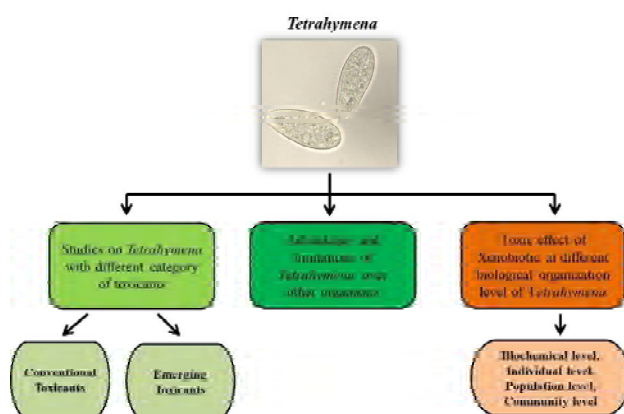 Tetrahymena
Studies on Tetrahymena
with different category
of toxicants
Advantages and
limitations of
Tetrahymena over
other organisms
Toxic effect of
Xenobiotic at different
biological organization
level of Tetrahymena
Conventional
Toxicants
Emerging
Toxicants
Biochemical level,
Individual level,
Population level,
Community level